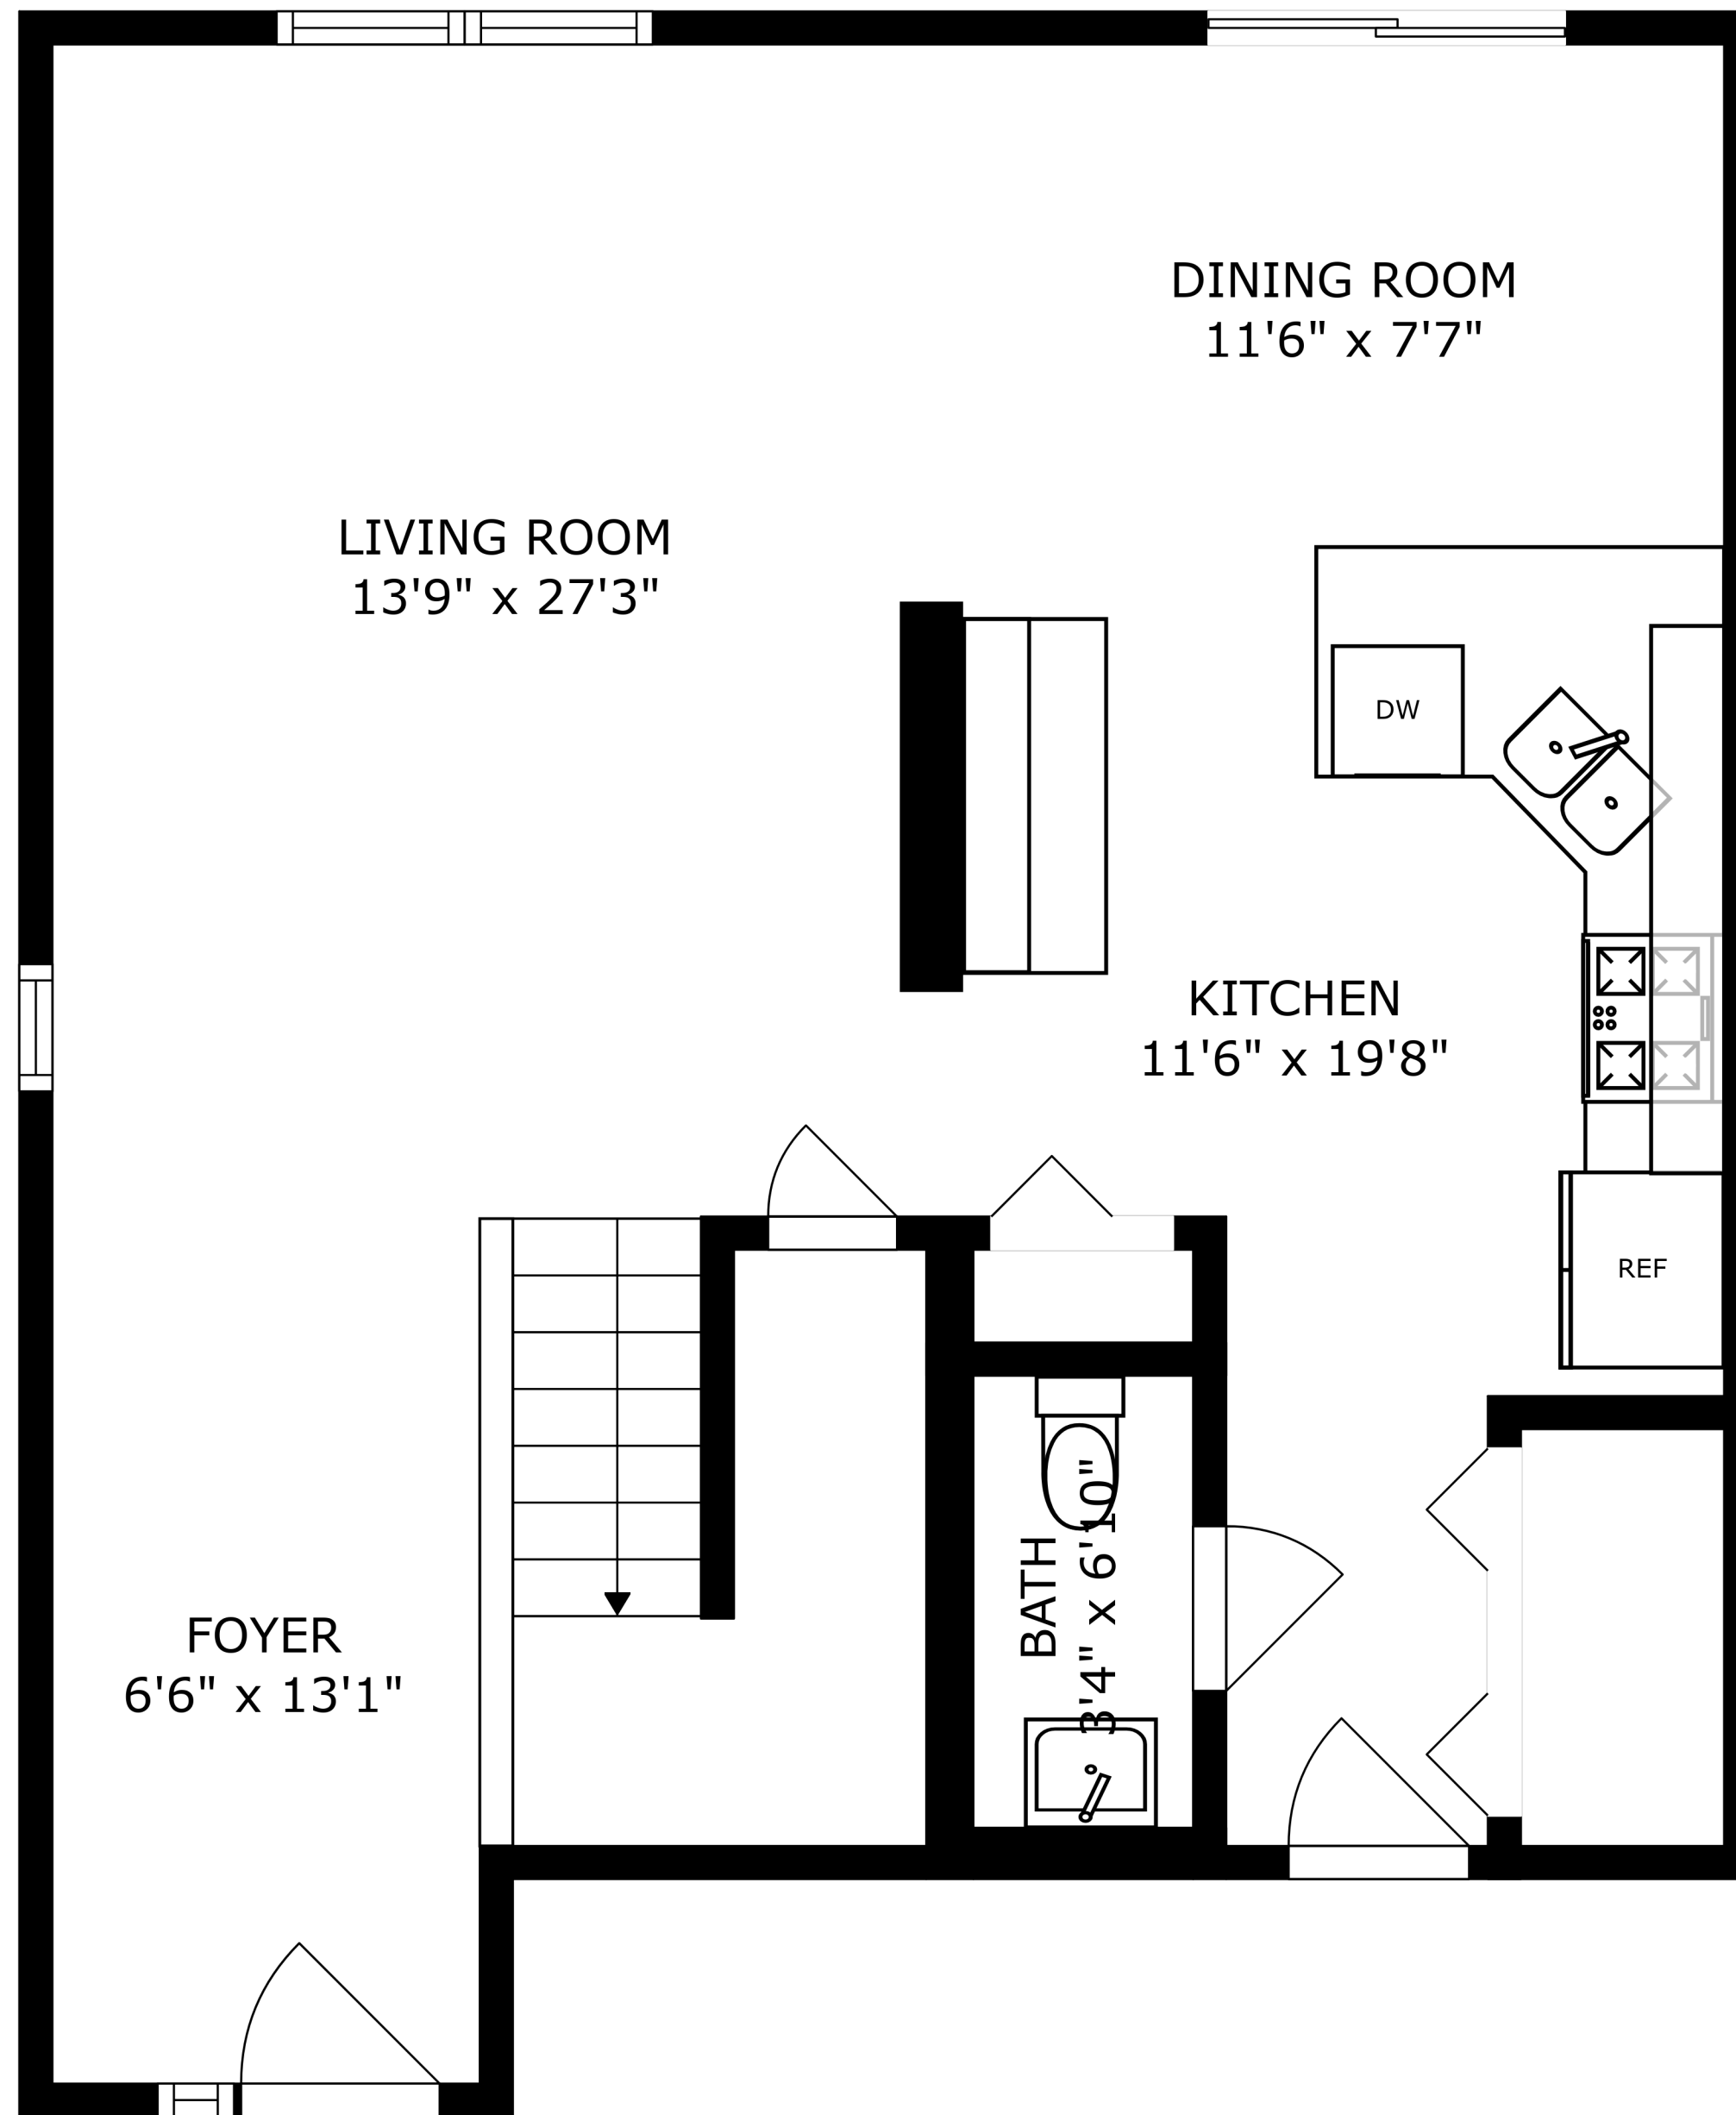 DINING ROOM
11'6" x 7'7"
LIVING ROOM
13'9" x 27'3"
DW
KITCHEN
11'6" x 19'8"
REF
BATH
3'4" x 6'10"
FOYER
6'6" x 13'1"